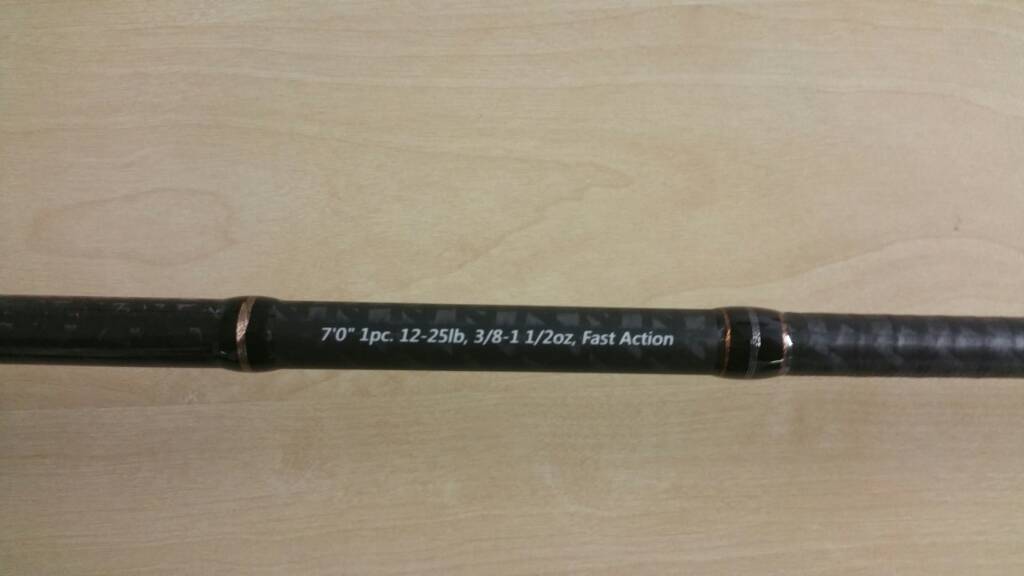 7'0" 1pc. 12-25lb, 3/8-1 1/2oz, Fast Action